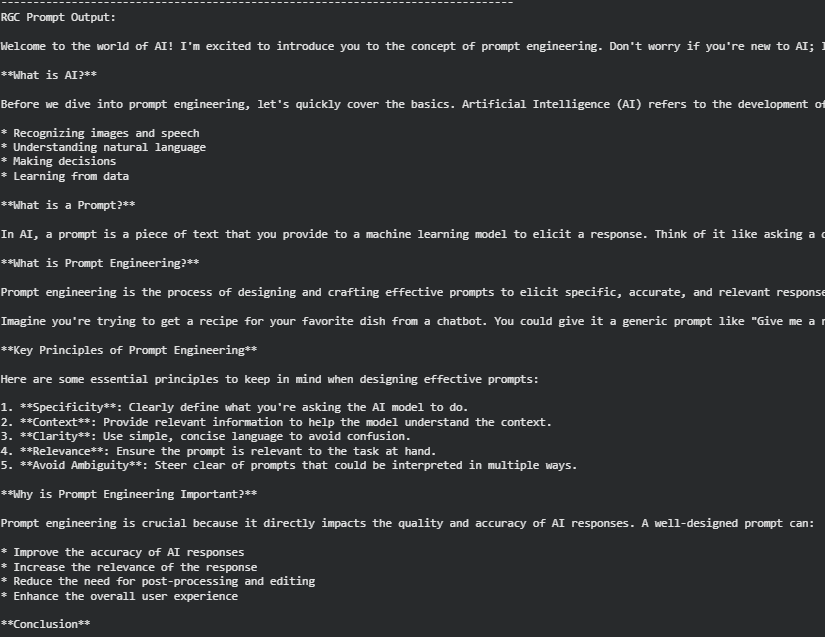 --------------------------------------------------------------------------------
RGC Prompt Output:
Welcome to the world of AI! I'm excited to introduce you to the concept of prompt engineering. Don't worry if you're new to AI;
**What is AI?**
Before we dive into prompt engineering, let's quickly cover the basics. Artificial Intelligence (AI) refers to the development of
* Recognizing images and speech
* Understanding natural language
* Making decisions
* Learning from data
**What is a Prompt?**
In AI, a prompt is a piece of text that you provide to a machine learning model to elicit a response. Think of it like asking a
**What is Prompt Engineering?**
Prompt engineering is the process of designing and crafting effective prompts to elicit specific, accurate, and relevant response
Imagine you're trying to get a recipe for your favorite dish from a chatbot. You could give it a generic prompt like "Give me a
**Key Principles of Prompt Engineering**
Here are some essential principles to keep in mind when designing effective prompts:
1. **Specificity**: Clearly define what you're asking the AI model to do.
2. **Context**: Provide relevant information to help the model understand the context.
3. **Clarity**: Use simple, concise language to avoid confusion.
4. **Relevance**: Ensure the prompt is relevant to the task at hand.
5. **Avoid Ambiguity**: Steer clear of prompts that could be interpreted in multiple ways.
**Why is Prompt Engineering Important?**
Prompt engineering is crucial because it directly impacts the quality and accuracy of AI responses. A well-designed prompt can:
* Improve the accuracy of AI responses
* Increase the relevance of the response
* Reduce the need for post-processing and editing
* Enhance the overall user experience
**Conclusion**